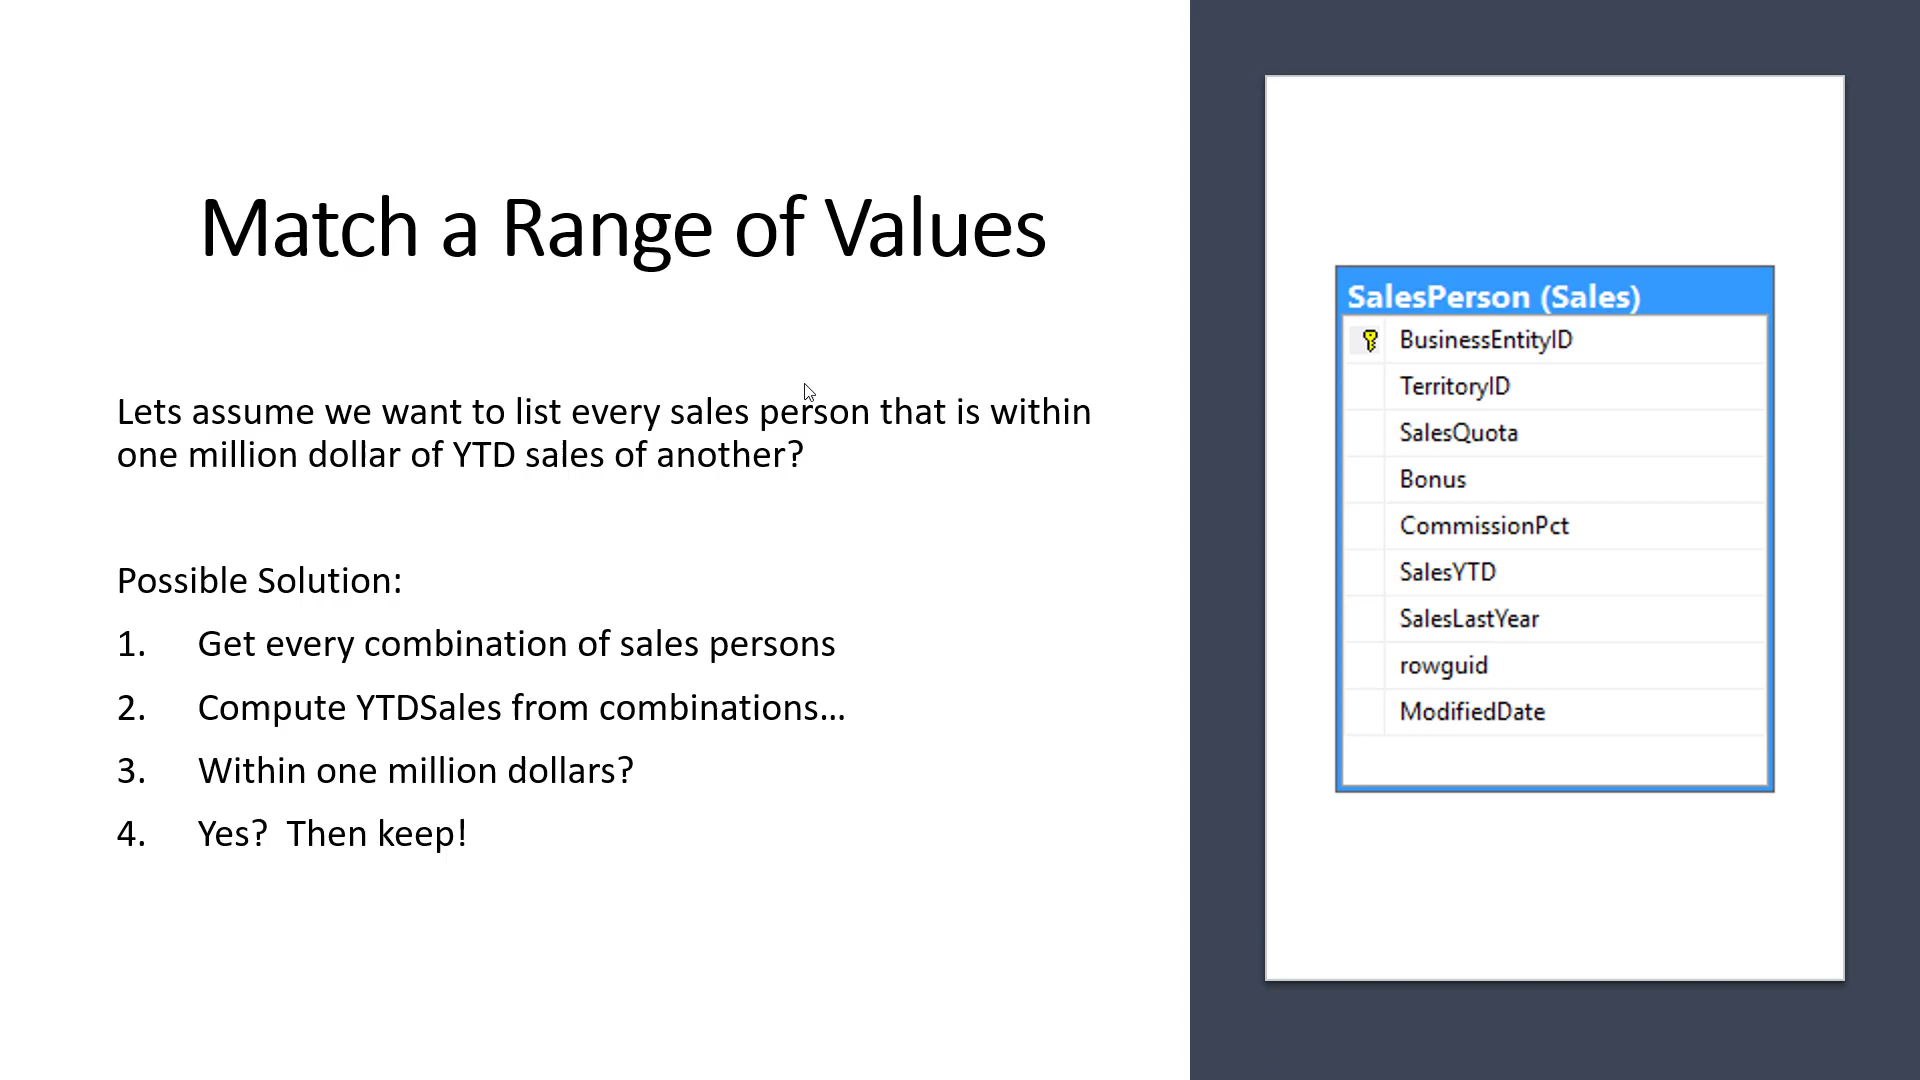 Match a Range of Values
Lets assume we want to list every sales person that is within
one million dollar of YTD sales of another?
Possible Solution:
1. Get every combination of sales persons
2. Compute YTDSales from combinations...
3. Within one million dollars?
4. Yes? Then keep!
SalesPerson (Sales)
BusinessEntityID
TerritoryID
SalesQuota
Bonus
CommissionPct
SalesYTD
SalesLastYear
rowguid
ModifiedDate